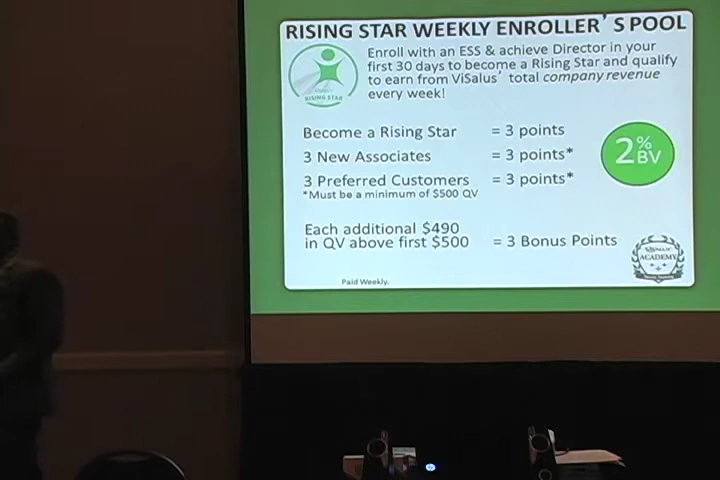 RISING STAR WEEKLY ENROLLER'S POOL
Enroll with an ESS & achieve Director in your
first 30 days to become a Rising Star and qualify
to earn from ViSalus' total company revenue
every week!
RISING STAR
Become a Rising Star = 3 points
3 New Associates = 3 points*
3 Preferred Customers = 3 points*
*Must be a minimum of $500 QV
2% BV
Each additional $490
in QV above first $500 = 3 Bonus Points
ACADEMY
Paid Weekly.